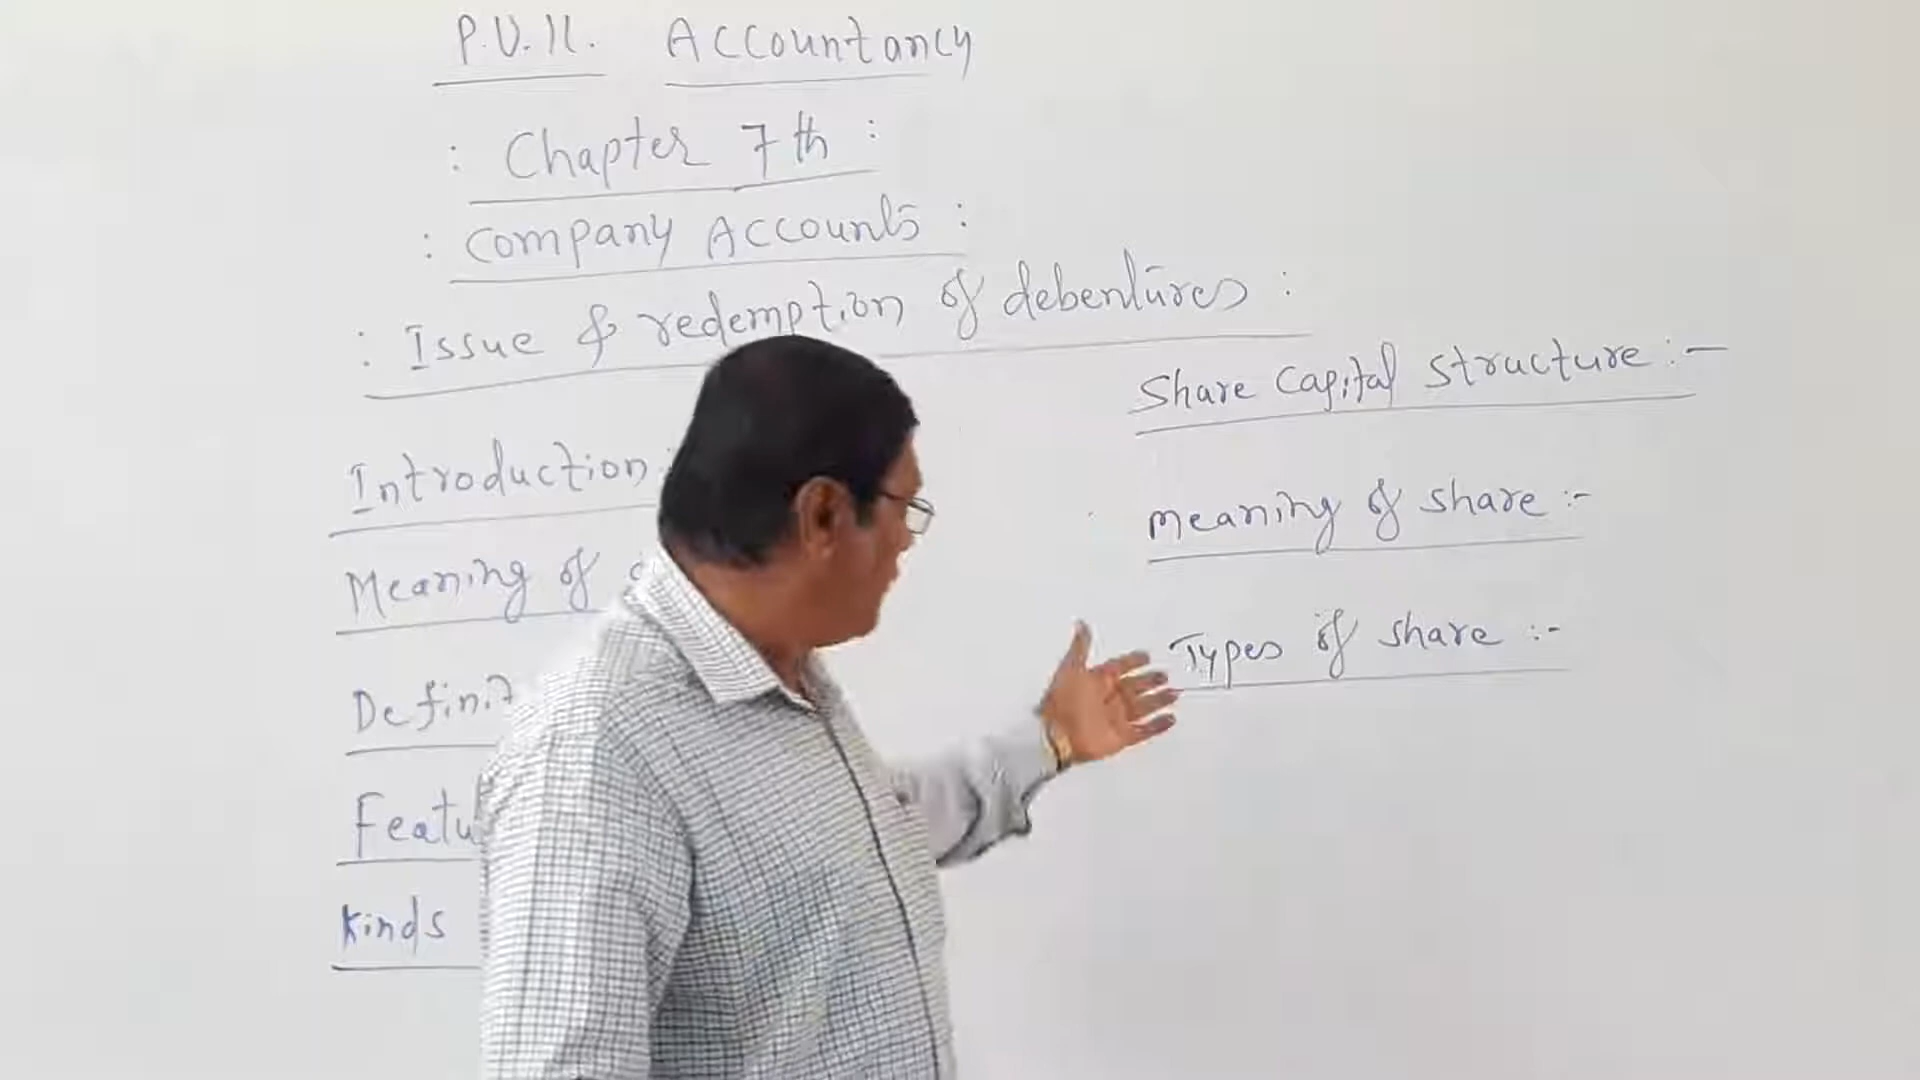 P.U.II. Accountancy
: Chapter 7th :
: Company Accounts :
: Issue & redemption of debentures :
Introduction :
Meaning of
Kinds
Share Capital Structure :-
Meaning of share :-
Types of share :-